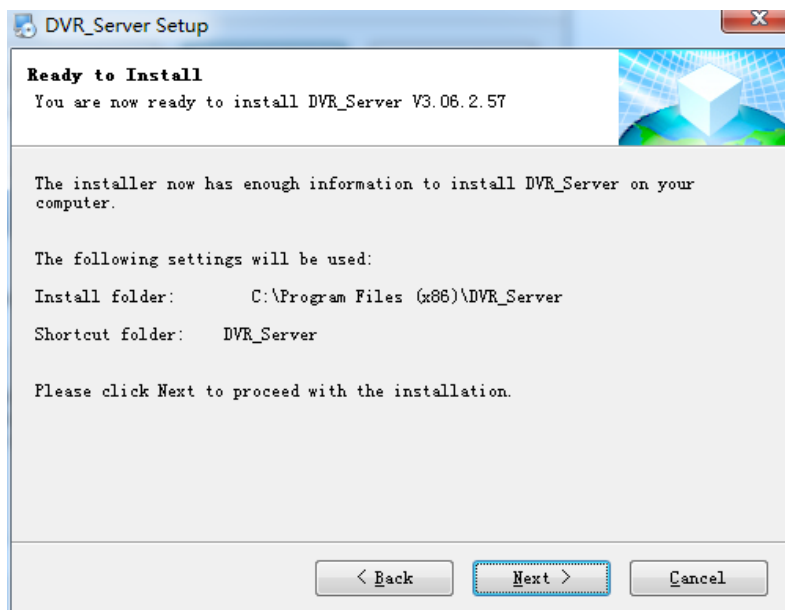 DVR_Server Setup
Ready to Install
You are now ready to install DVR_Server V3.06.2.57
The installer now has enough information to install DVR_Server on your
computer.
The following settings will be used:
Install folder: C:\Program Files (x86)\DVR_Server
Shortcut folder: DVR_Server
Please click Next to proceed with the installation.
< Back Next > Cancel